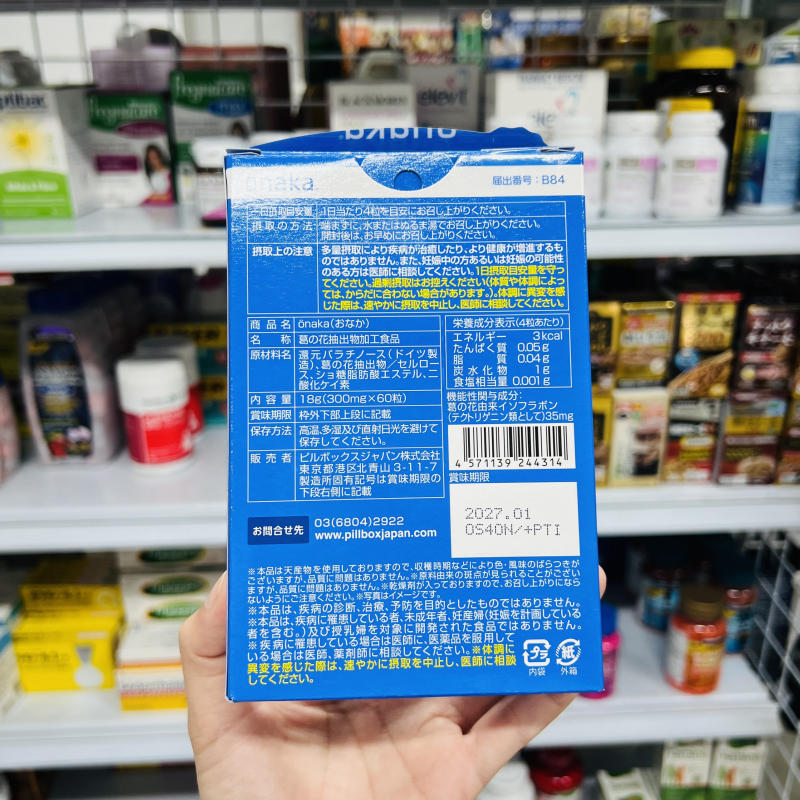 onaka
ōnaka
届出番号:B84
一日摂取目安量 1日当たり4粒を目安にお召し上がりください。
摂取の方法 噛まずに、水またはぬるま湯でお召し上がりください。
開封後は、お早めにお召し上がりください。
摂取上の注意 多量摂取により疾病が治癒したり、より健康が増進するも
のではありません。また、妊娠中の方あるいは妊娠の可能性
のある方は医師に相談してください。1日摂取目安量を守っ
てください。過剰摂取はお控えください（体質や体調によっ
ては、からだに合わない場合があります。）。体調に異変を感
じた際は、速やかに摂取を中止し、医師に相談してください。
商品名 ōnaka（おなか）
名称 葛の花抽出物加工食品
原材料名 還元パラチノース（ドイツ製
造）、葛の花抽出物／セルロー
ス、ショ糖脂肪酸エステル、二
酸化ケイ素
内容量 18g（300mg×60粒）
賞味期限 枠外下部上段に記載
保存方法 高温、多湿及び直射日光を避けて
保存してください。
販売者 ピルボックスジャパン株式会社
東京都港区北青山3-11-7
製造所固有記号は賞味期限の
下段右側に記載
栄養成分表示（4粒あたり）
エネルギー 3kcal
たんぱく質 0.05g
脂質 0.04g
炭水化物 1g
食塩相当量 0.001g
機能性関与成分：
葛の花由来イソフラボン
（テクトリゲニン類として）35mg
4 571139 244314
賞味期限
2027.01
0S40N/+PTI
お問合せ先 03(6804)2922
www.pillboxjapan.com
※本品は天産物を使用しておりますので、収穫時期などにより色・風味のばらつきが
ございますが、品質に問題はありません。※原料由来の斑点が見られることがござい
ますが、品質に問題はありません。※乾燥剤が入っておりますので、お召し上がりになら
ないようにご注意ください。※写真はイメージです。
※本品は、疾病の診断、治療、予防を目的としたものではありません。
※本品は、疾病に罹患している者、未成年者、妊産婦（妊娠を計画している
者を含む。）及び授乳婦を対象に開発された食品ではありません。
※疾病に罹患している場合は医師に、医薬品を服用して
いる場合は医師、薬剤師に相談してください。※体調に
異変を感じた際は、速やかに摂取を中止し、医師に相談
してください。
プラ
内袋
紙
外箱